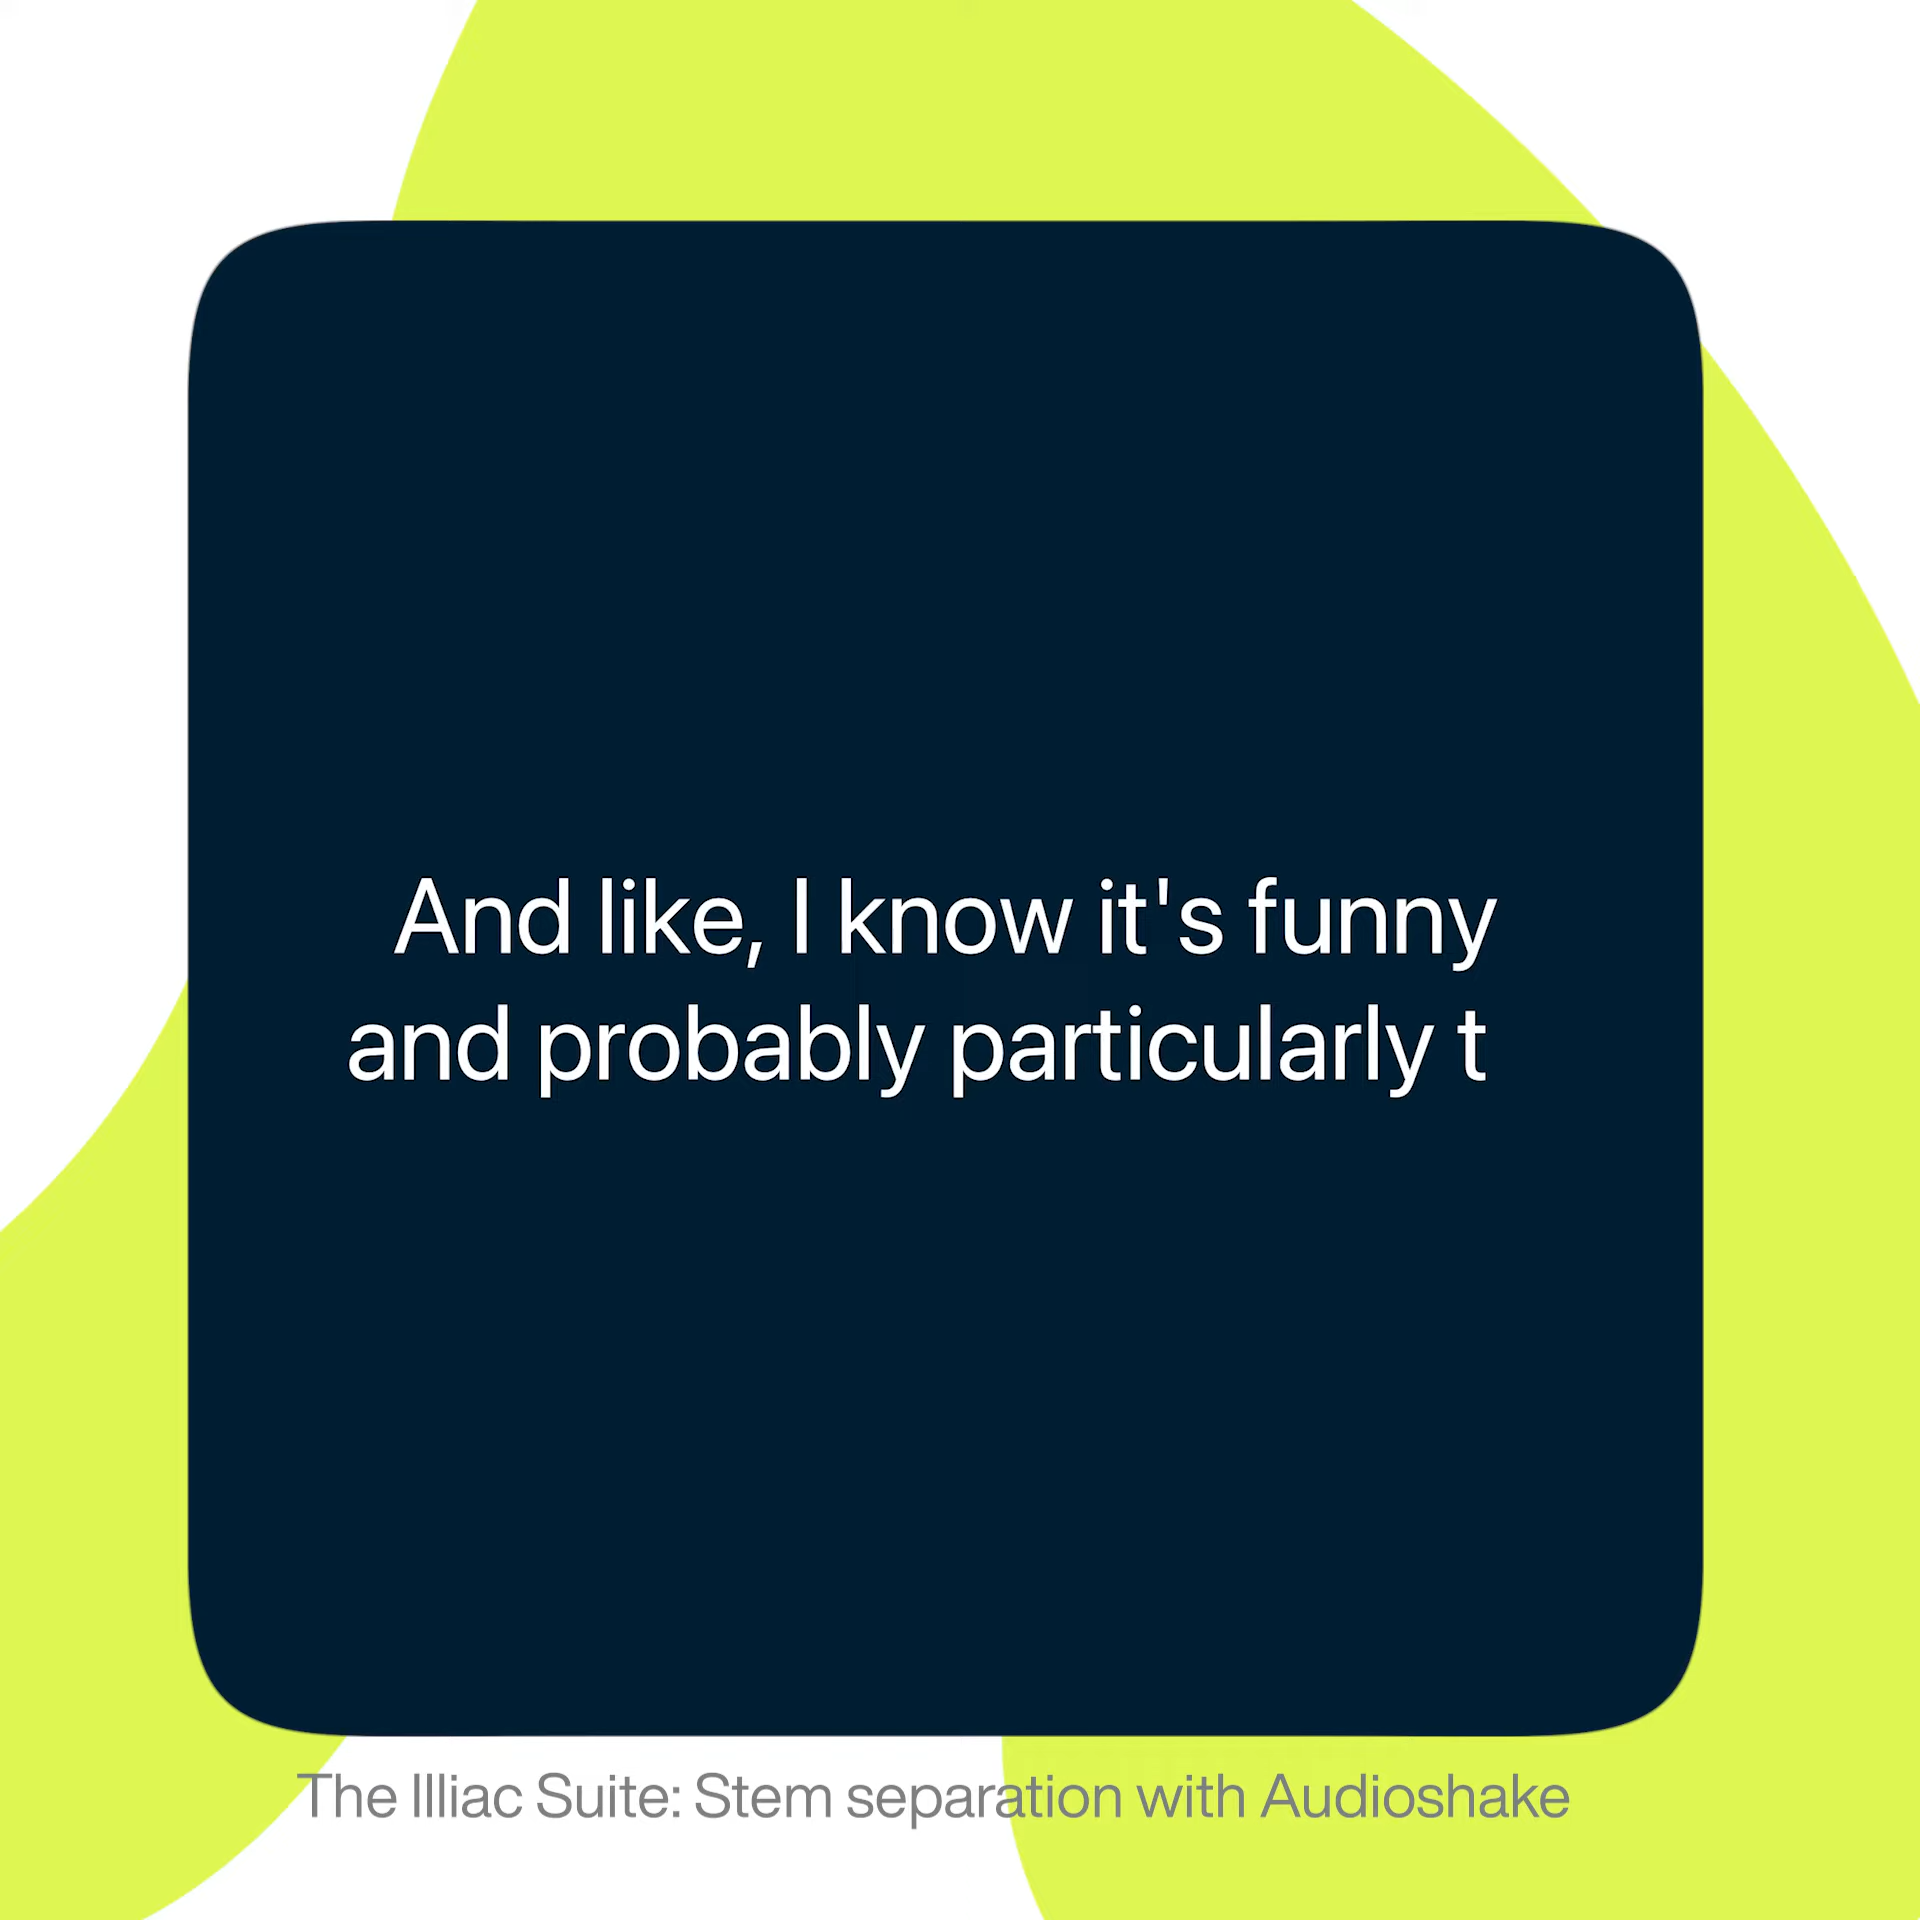 And like, I know it's funny
and probably particularly t
The Illiac Suite: Stem separation with Audioshake